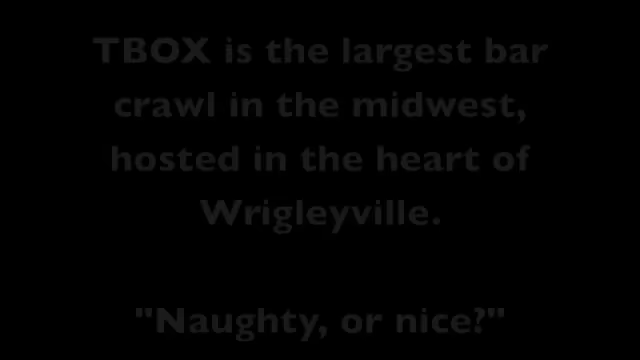 TBOX is the largest bar
crawl in the midwest,
hosted in the heart of
Wrigleyville.
"Naughty, or nice?"